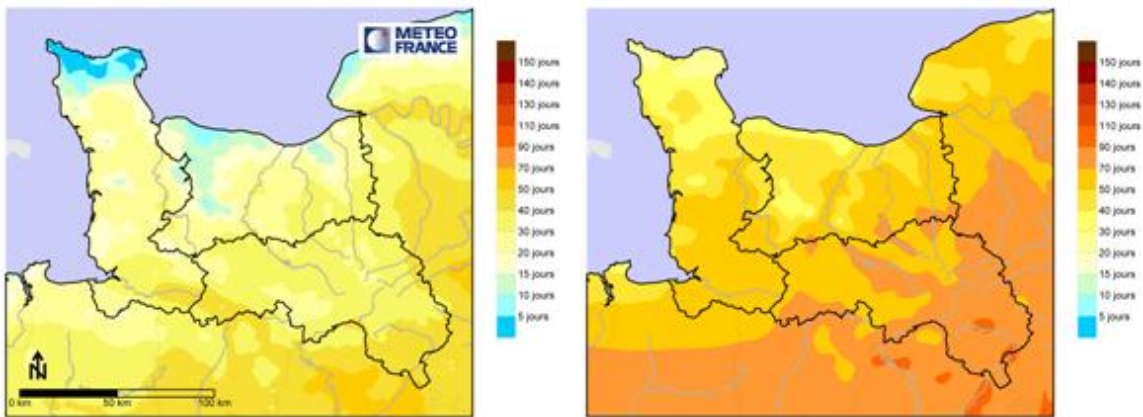 METEO
FRANCE
150 jours
140 jours
130 jours
110 jours
90 jours
70 jours
50 jours
40 jours
30 jours
20 jours
15 jours
10 jours
5 jours
N
0 km
50 km
100 km
150 jours
140 jours
130 jours
110 jours
90 jours
70 jours
50 jours
40 jours
30 jours
20 jours
15 jours
10 jours
5 jours